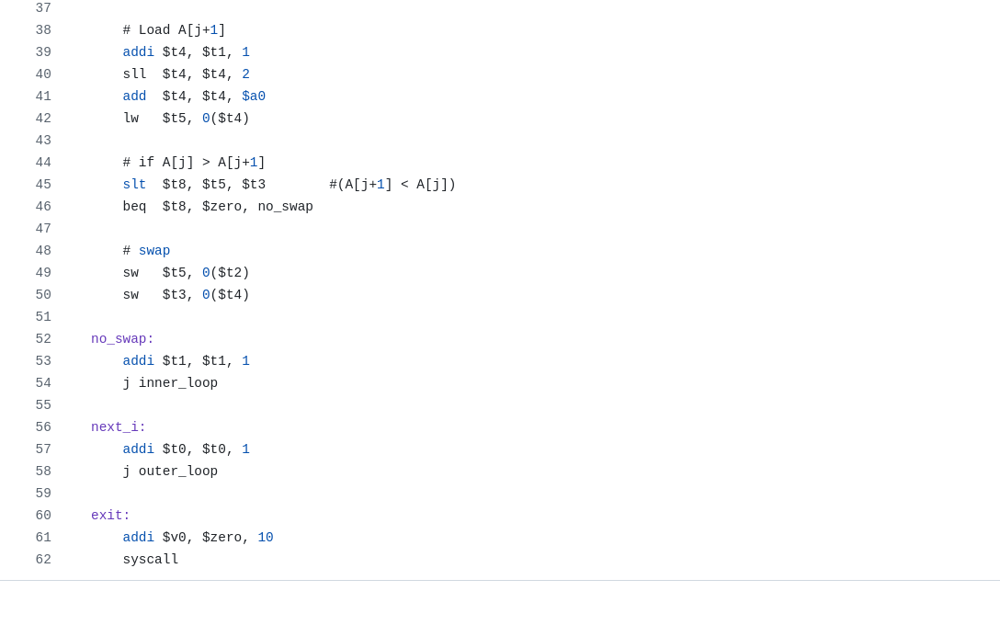 37
38 # Load A[j+1]
39 addi $t4, $t1, 1
40 sll  $t4, $t4, 2
41 add  $t4, $t4, $a0
42 lw   $t5, 0($t4)
43
44 # if A[j] > A[j+1]
45 slt  $t8, $t5, $t3        #(A[j+1] < A[j])
46 beq  $t8, $zero, no_swap
47
48 # swap
49 sw   $t5, 0($t2)
50 sw   $t3, 0($t4)
51
52 no_swap:
53 addi $t1, $t1, 1
54 j inner_loop
55
56 next_i:
57 addi $t0, $t0, 1
58 j outer_loop
59
60 exit:
61 addi $v0, $zero, 10
62 syscall